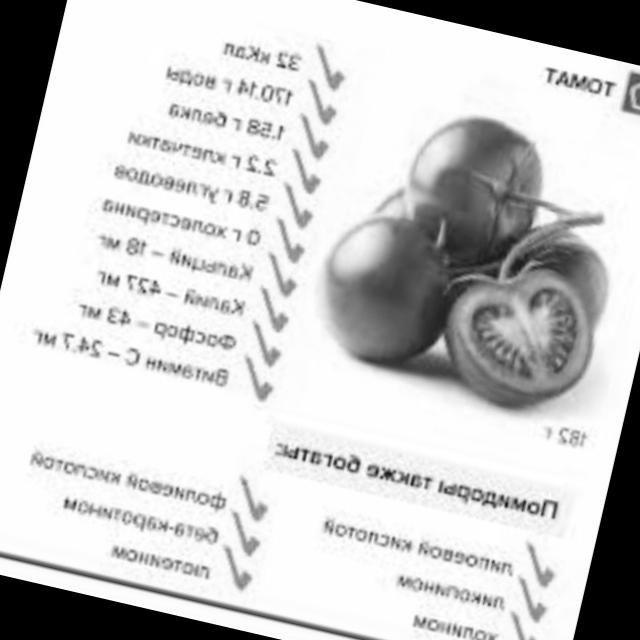 ТОМАТ
32 кКал
170.14 г воды
1.58 г белка
2.2 г клетчатки
5.8 г углеводов
0 г холестерина
Кальций – 18 мг
Калий – 427 мг
Фосфор – 43 мг
Витамин С – 24.7 мг
182 г
Помидоры также богаты:
липоевой кислотой
ликопином
холином
фолиевой кислотой
бета-каротином
лютеином